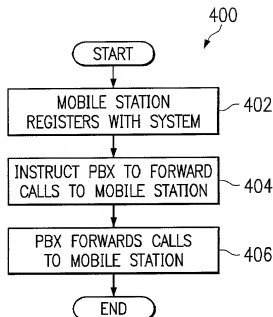 400
START
MOBILE STATION
REGISTERS WITH SYSTEM
402
INSTRUCT PBX TO FORWARD
CALLS TO MOBILE STATION
404
PBX FORWARDS CALLS
TO MOBILE STATION
406
END